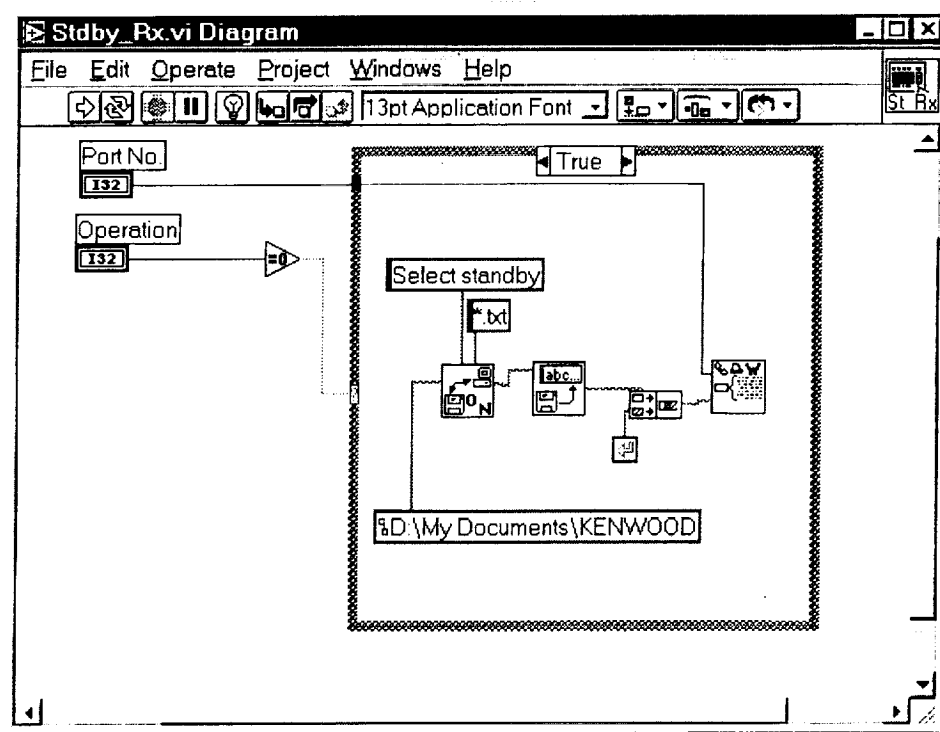 Stdby_Rx.vi Diagram
File Edit Operate Project Windows Help
13pt Application Font
St Rx
Port No.
I32
True
Operation
I32
=0
Select standby
*.txt
abc...
O
N
W
D:\My Documents\KENWOOD